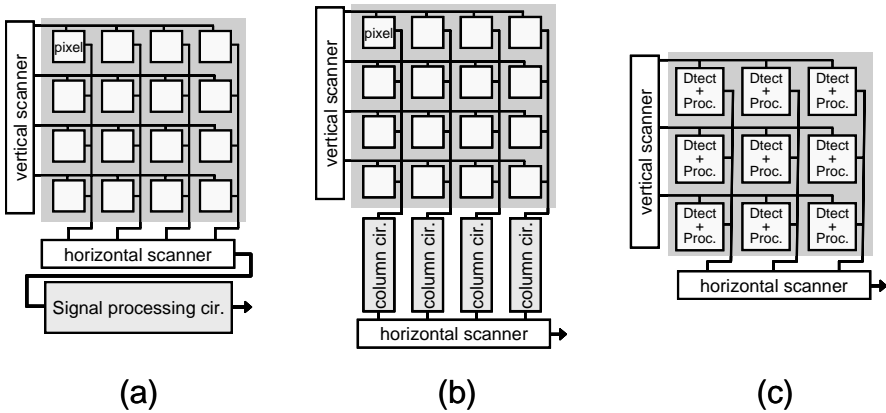 vertical scanner
pixel
horizontal scanner
Signal processing cir.
(a)
vertical scanner
pixel
column cir.
column cir.
column cir.
column cir.
horizontal scanner
(b)
vertical scanner
Dtect
+
Proc.
Dtect
+
Proc.
Dtect
+
Proc.
Dtect
+
Proc.
Dtect
+
Proc.
Dtect
+
Proc.
Dtect
+
Proc.
Dtect
+
Proc.
Dtect
+
Proc.
horizontal scanner
(c)